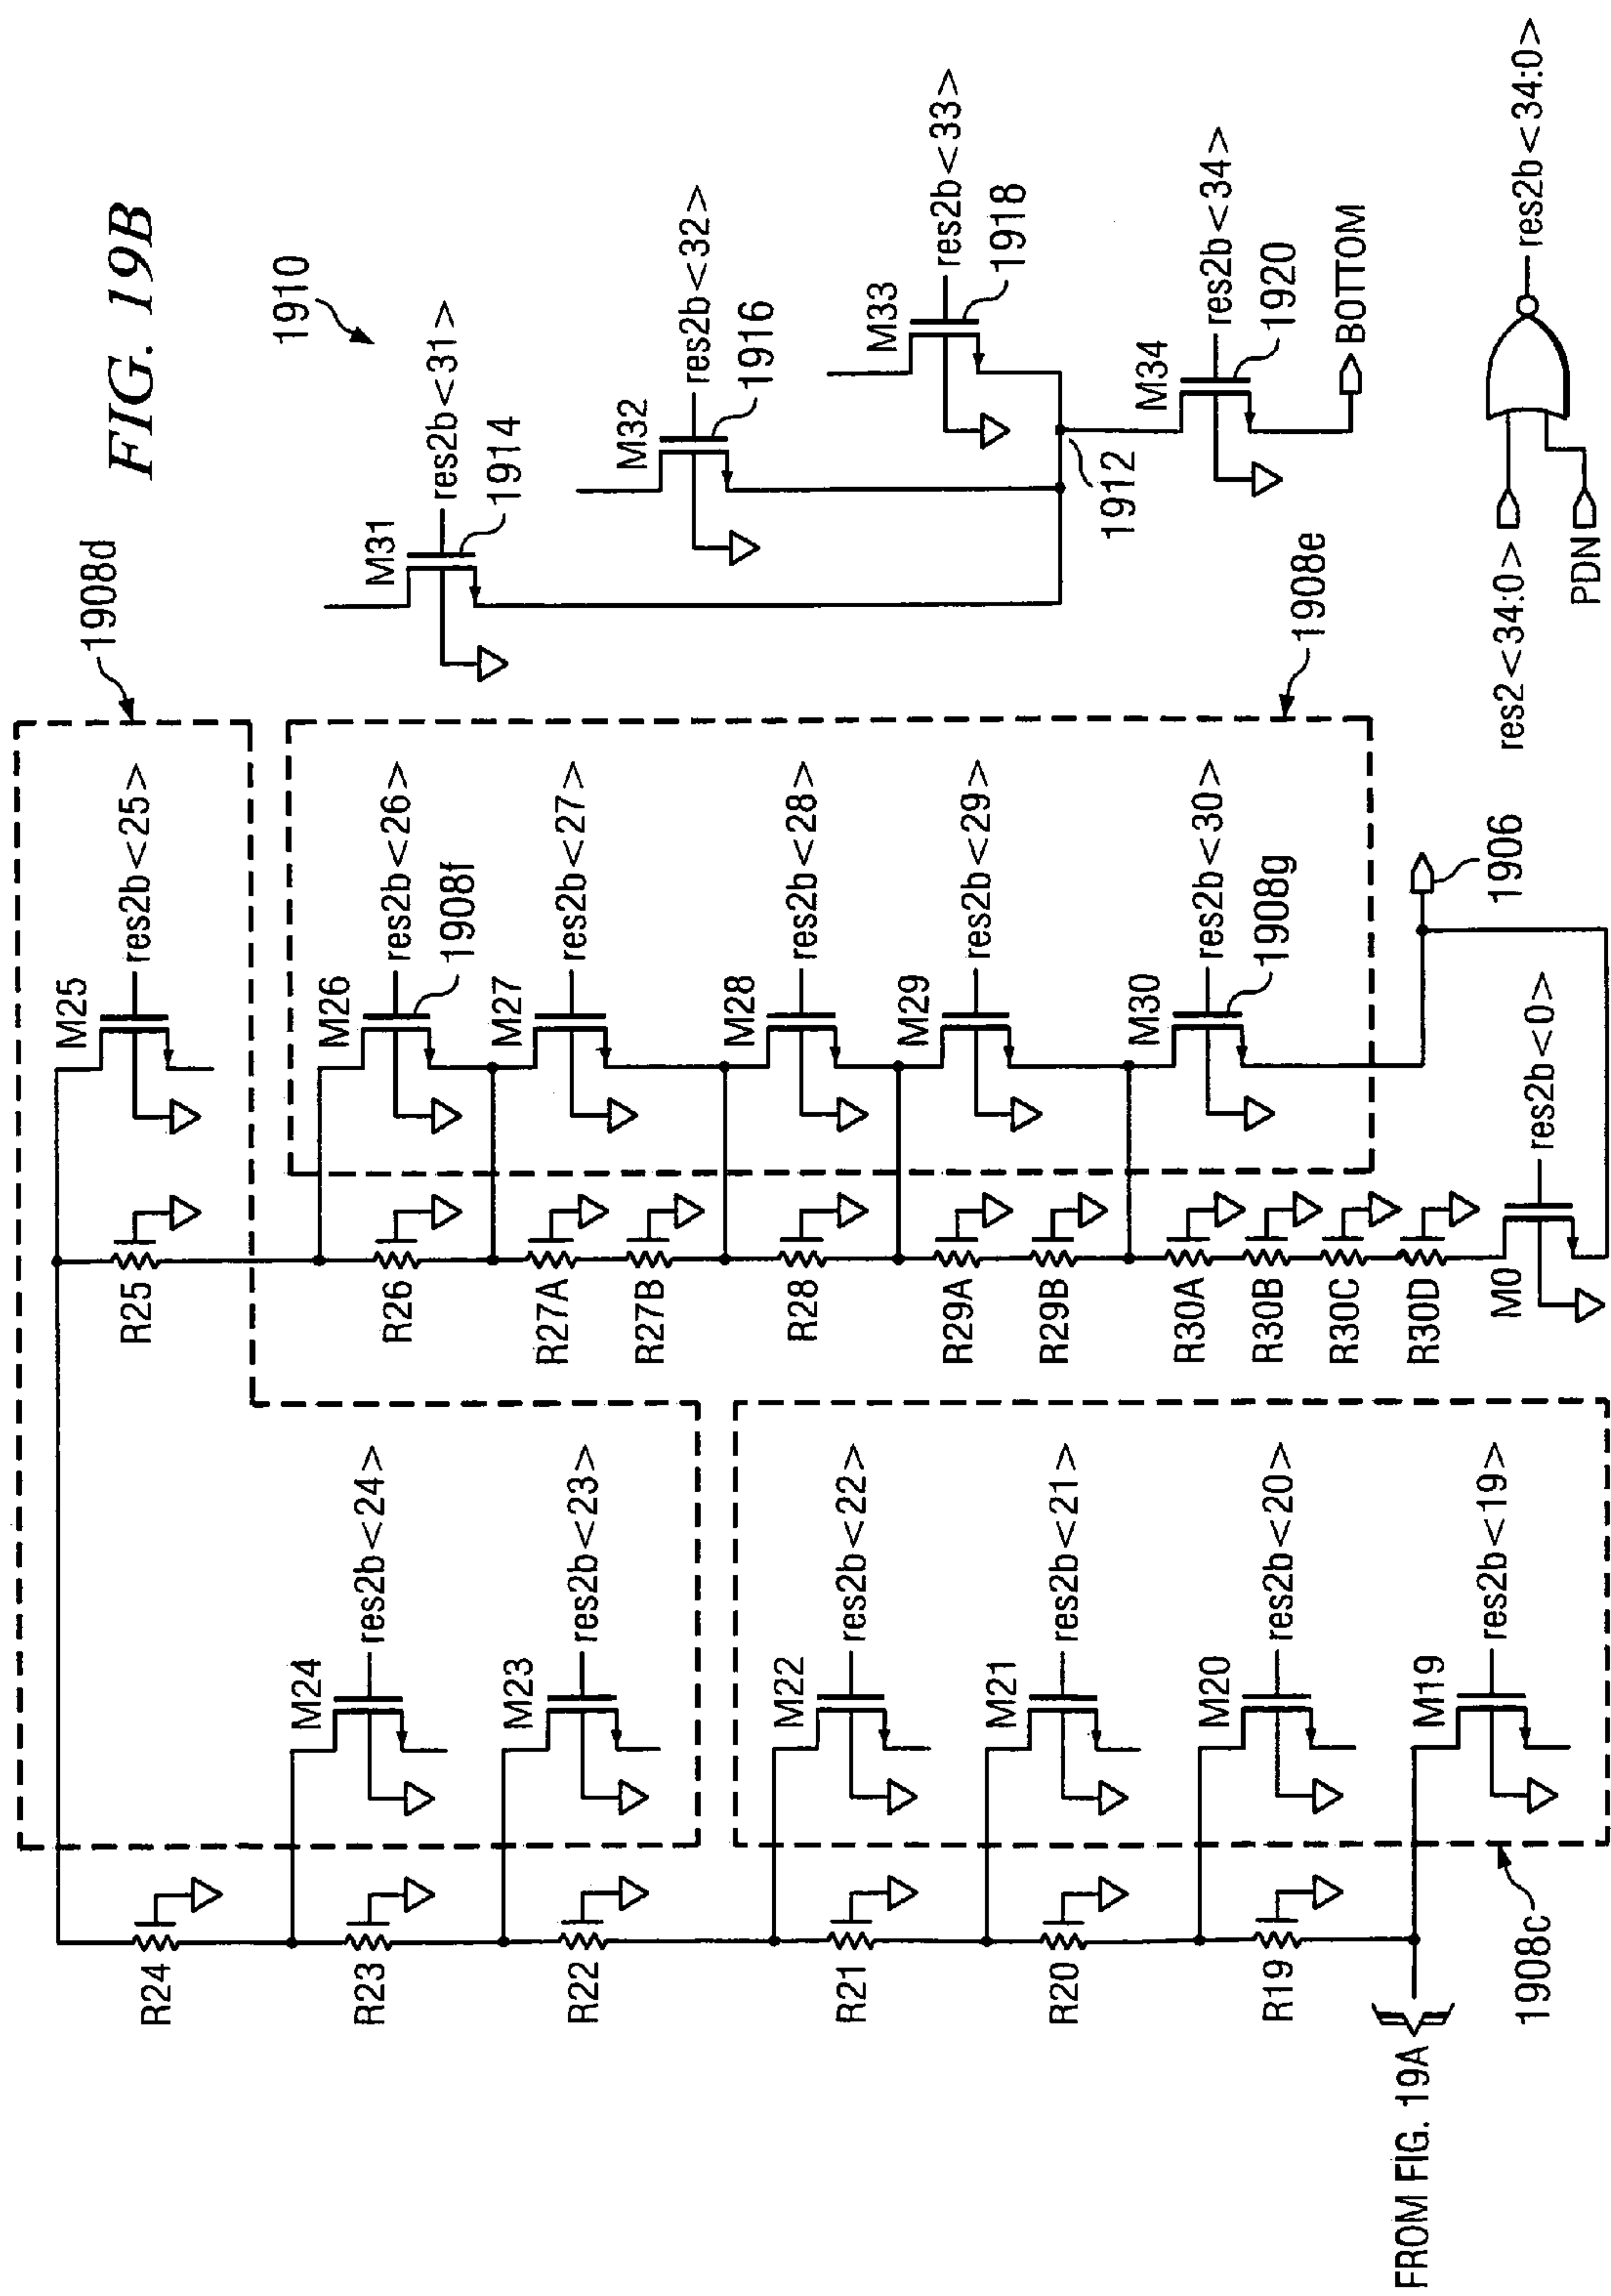 FIG. 19B
1908d
1910
M25
res2b<25>
R25
R24
M24
res2b<24>
R23
M23
res2b<23>
R22
M22
res2b<22>
R21
M21
res2b<21>
R20
M20
res2b<20>
R19
M19
res2b<19>
FROM FIG. 19A
1908c
R26
M26
res2b<26>
1908f
R27A
M27
res2b<27>
R27B
R28
M28
res2b<28>
R29A
M29
res2b<29>
R29B
R30A
M30
res2b<30>
1908g
R30B
R30C
R30D
M0
res2b<0>
1906
1908e
M31
res2b<31>
1914
M32
res2b<32>
1916
M33
res2b<33>
1918
1912
M34
res2b<34>
1920
BOTTOM
res2<34:0>
PDN
res2b<34:0>